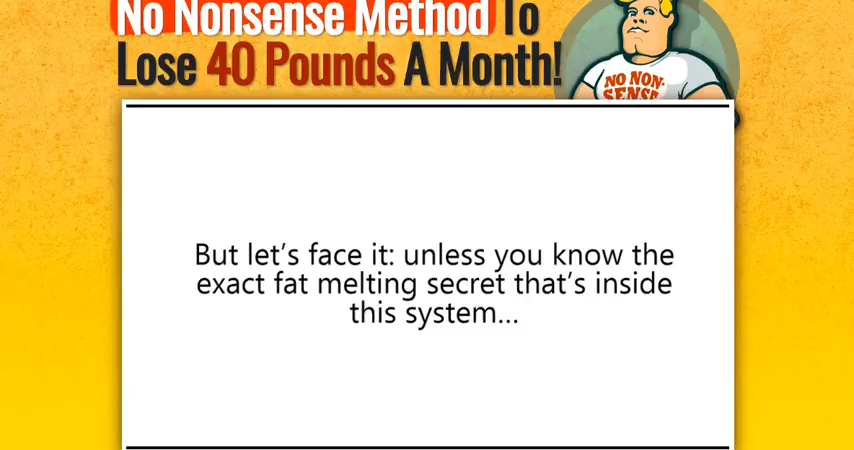 No Nonsense Method To
Lose 40 Pounds A Month!
NO NON-
SENSE
But let's face it: unless you know the
exact fat melting secret that's inside
this system...